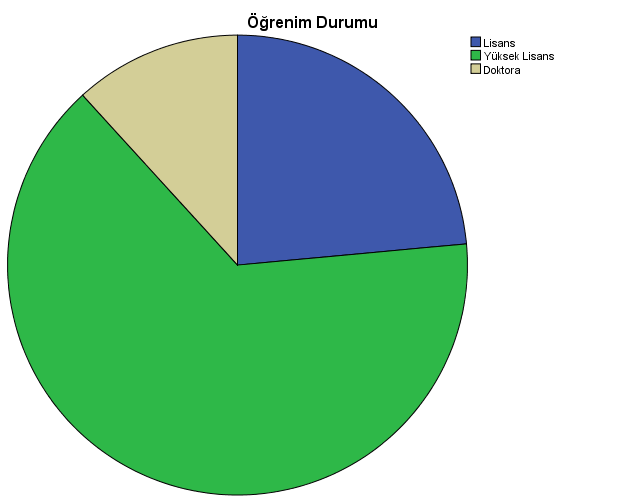 Öğrenim Durumu
Lisans
Yüksek Lisans
Doktora